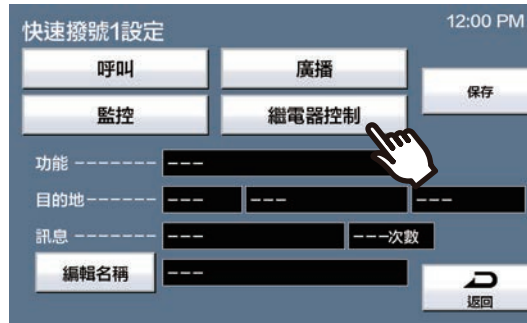 快速撥號1設定
12:00 PM
呼叫
廣播
保存
監控
繼電器控制
功能 ------- ---
目的地------ --- --- ---
訊息 ------- --- ---次數
編輯名稱 ---
返回